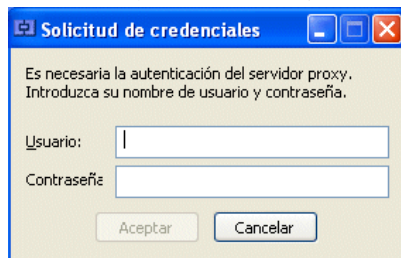 Solicitud de credenciales
Es necesaria la autenticación del servidor proxy.
Introduzca su nombre de usuario y contraseña.
Usuario:
Contraseña
Aceptar
Cancelar